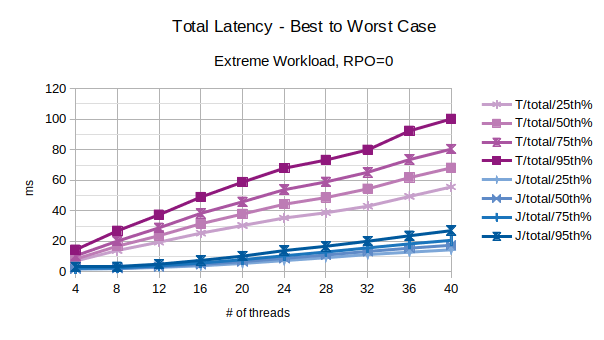 Total Latency - Best to Worst Case
Extreme Workload, RPO=0
120
100
80
60
40
20
0
ms
4 8 12 16 20 24 28 32 36 40
# of threads
T/total/25th%
T/total/50th%
T/total/75th%
T/total/95th%
J/total/25th%
J/total/50th%
J/total/75th%
J/total/95th%